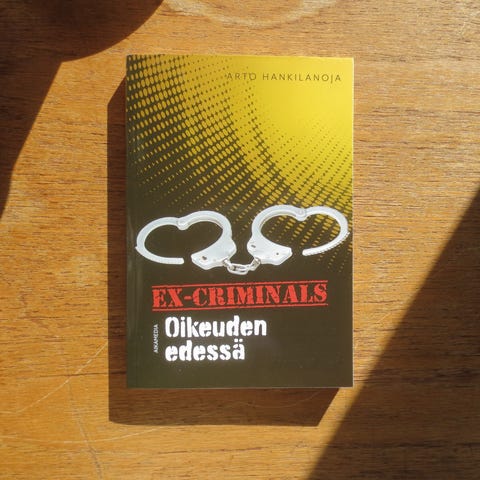 ARTO HANKILANOJA
EX-CRIMINALS
Oikeuden
edessä
AIKAMEDIA